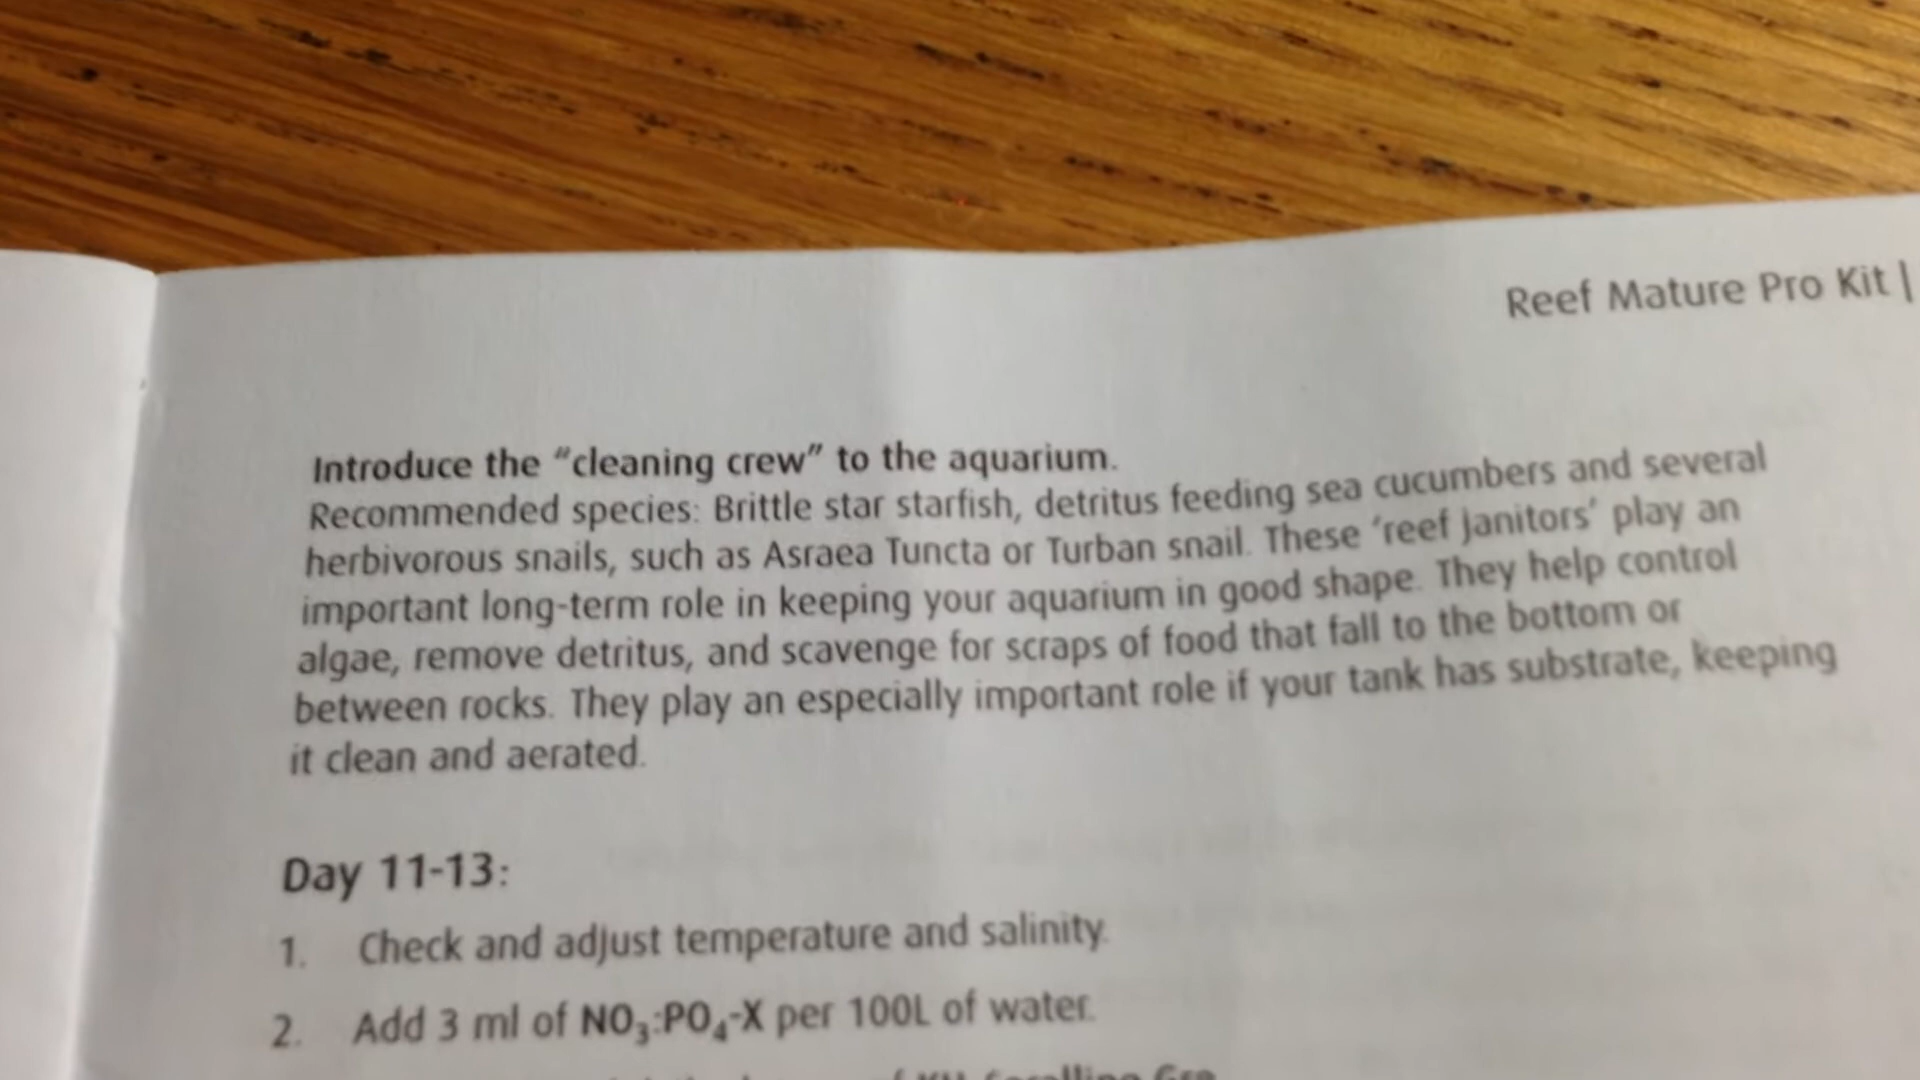 Reef Mature Pro Kit |
Introduce the “cleaning crew” to the aquarium.
Recommended species: Brittle star starfish, detritus feeding sea cucumbers and several
herbivorous snails, such as Asraea Tuncta or Turban snail. These ‘reef janitors’ play an
important long-term role in keeping your aquarium in good shape. They help control
algae, remove detritus, and scavenge for scraps of food that fall to the bottom or
between rocks. They play an especially important role if your tank has substrate, keeping
it clean and aerated.
Day 11-13:
1. Check and adjust temperature and salinity.
2. Add 3 ml of NO₃:PO₄-X per 100L of water.